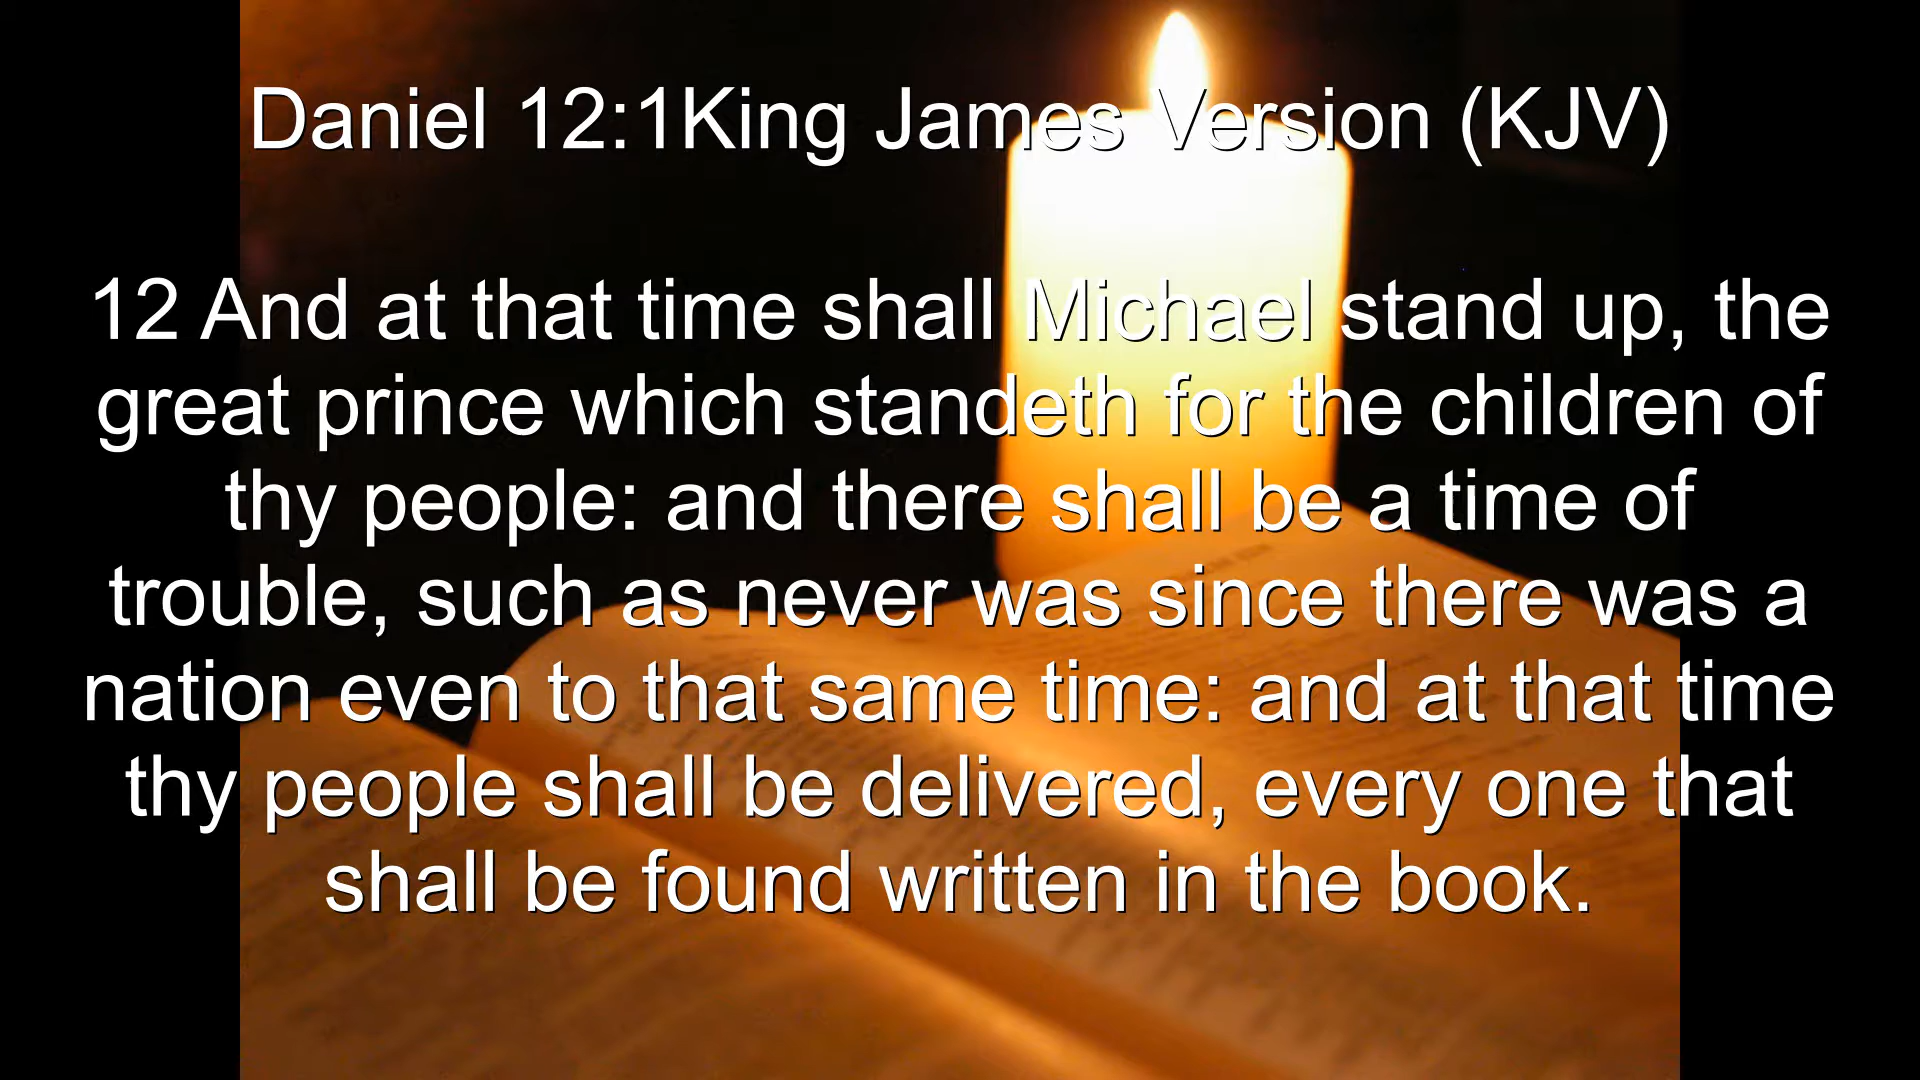 Daniel 12:1King James Version (KJV)
12 And at that time shall Michael stand up, the
great prince which standeth for the children of
thy people: and there shall be a time of
trouble, such as never was since there was a
nation even to that same time: and at that time
thy people shall be delivered, every one that
shall be found written in the book.